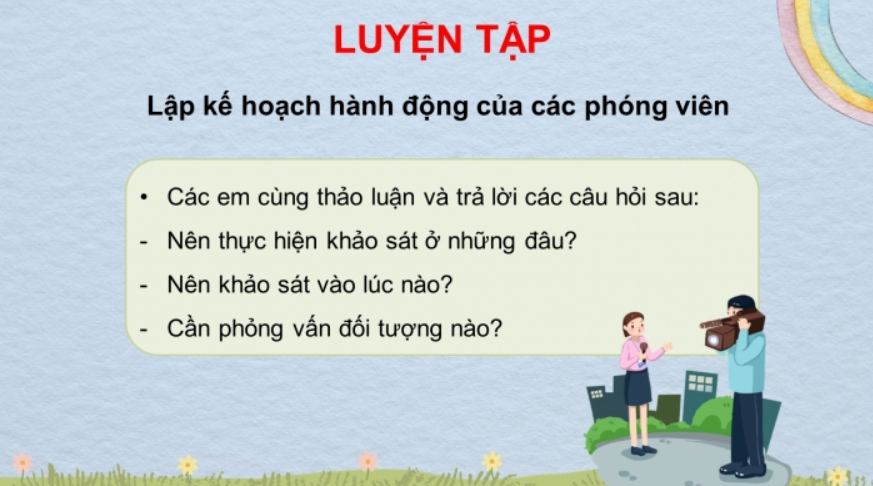 LUYỆN TẬP
Lập kế hoạch hành động của các phóng viên
• Các em cùng thảo luận và trả lời các câu hỏi sau:
- Nên thực hiện khảo sát ở những đâu?
- Nên khảo sát vào lúc nào?
- Cần phỏng vấn đối tượng nào?